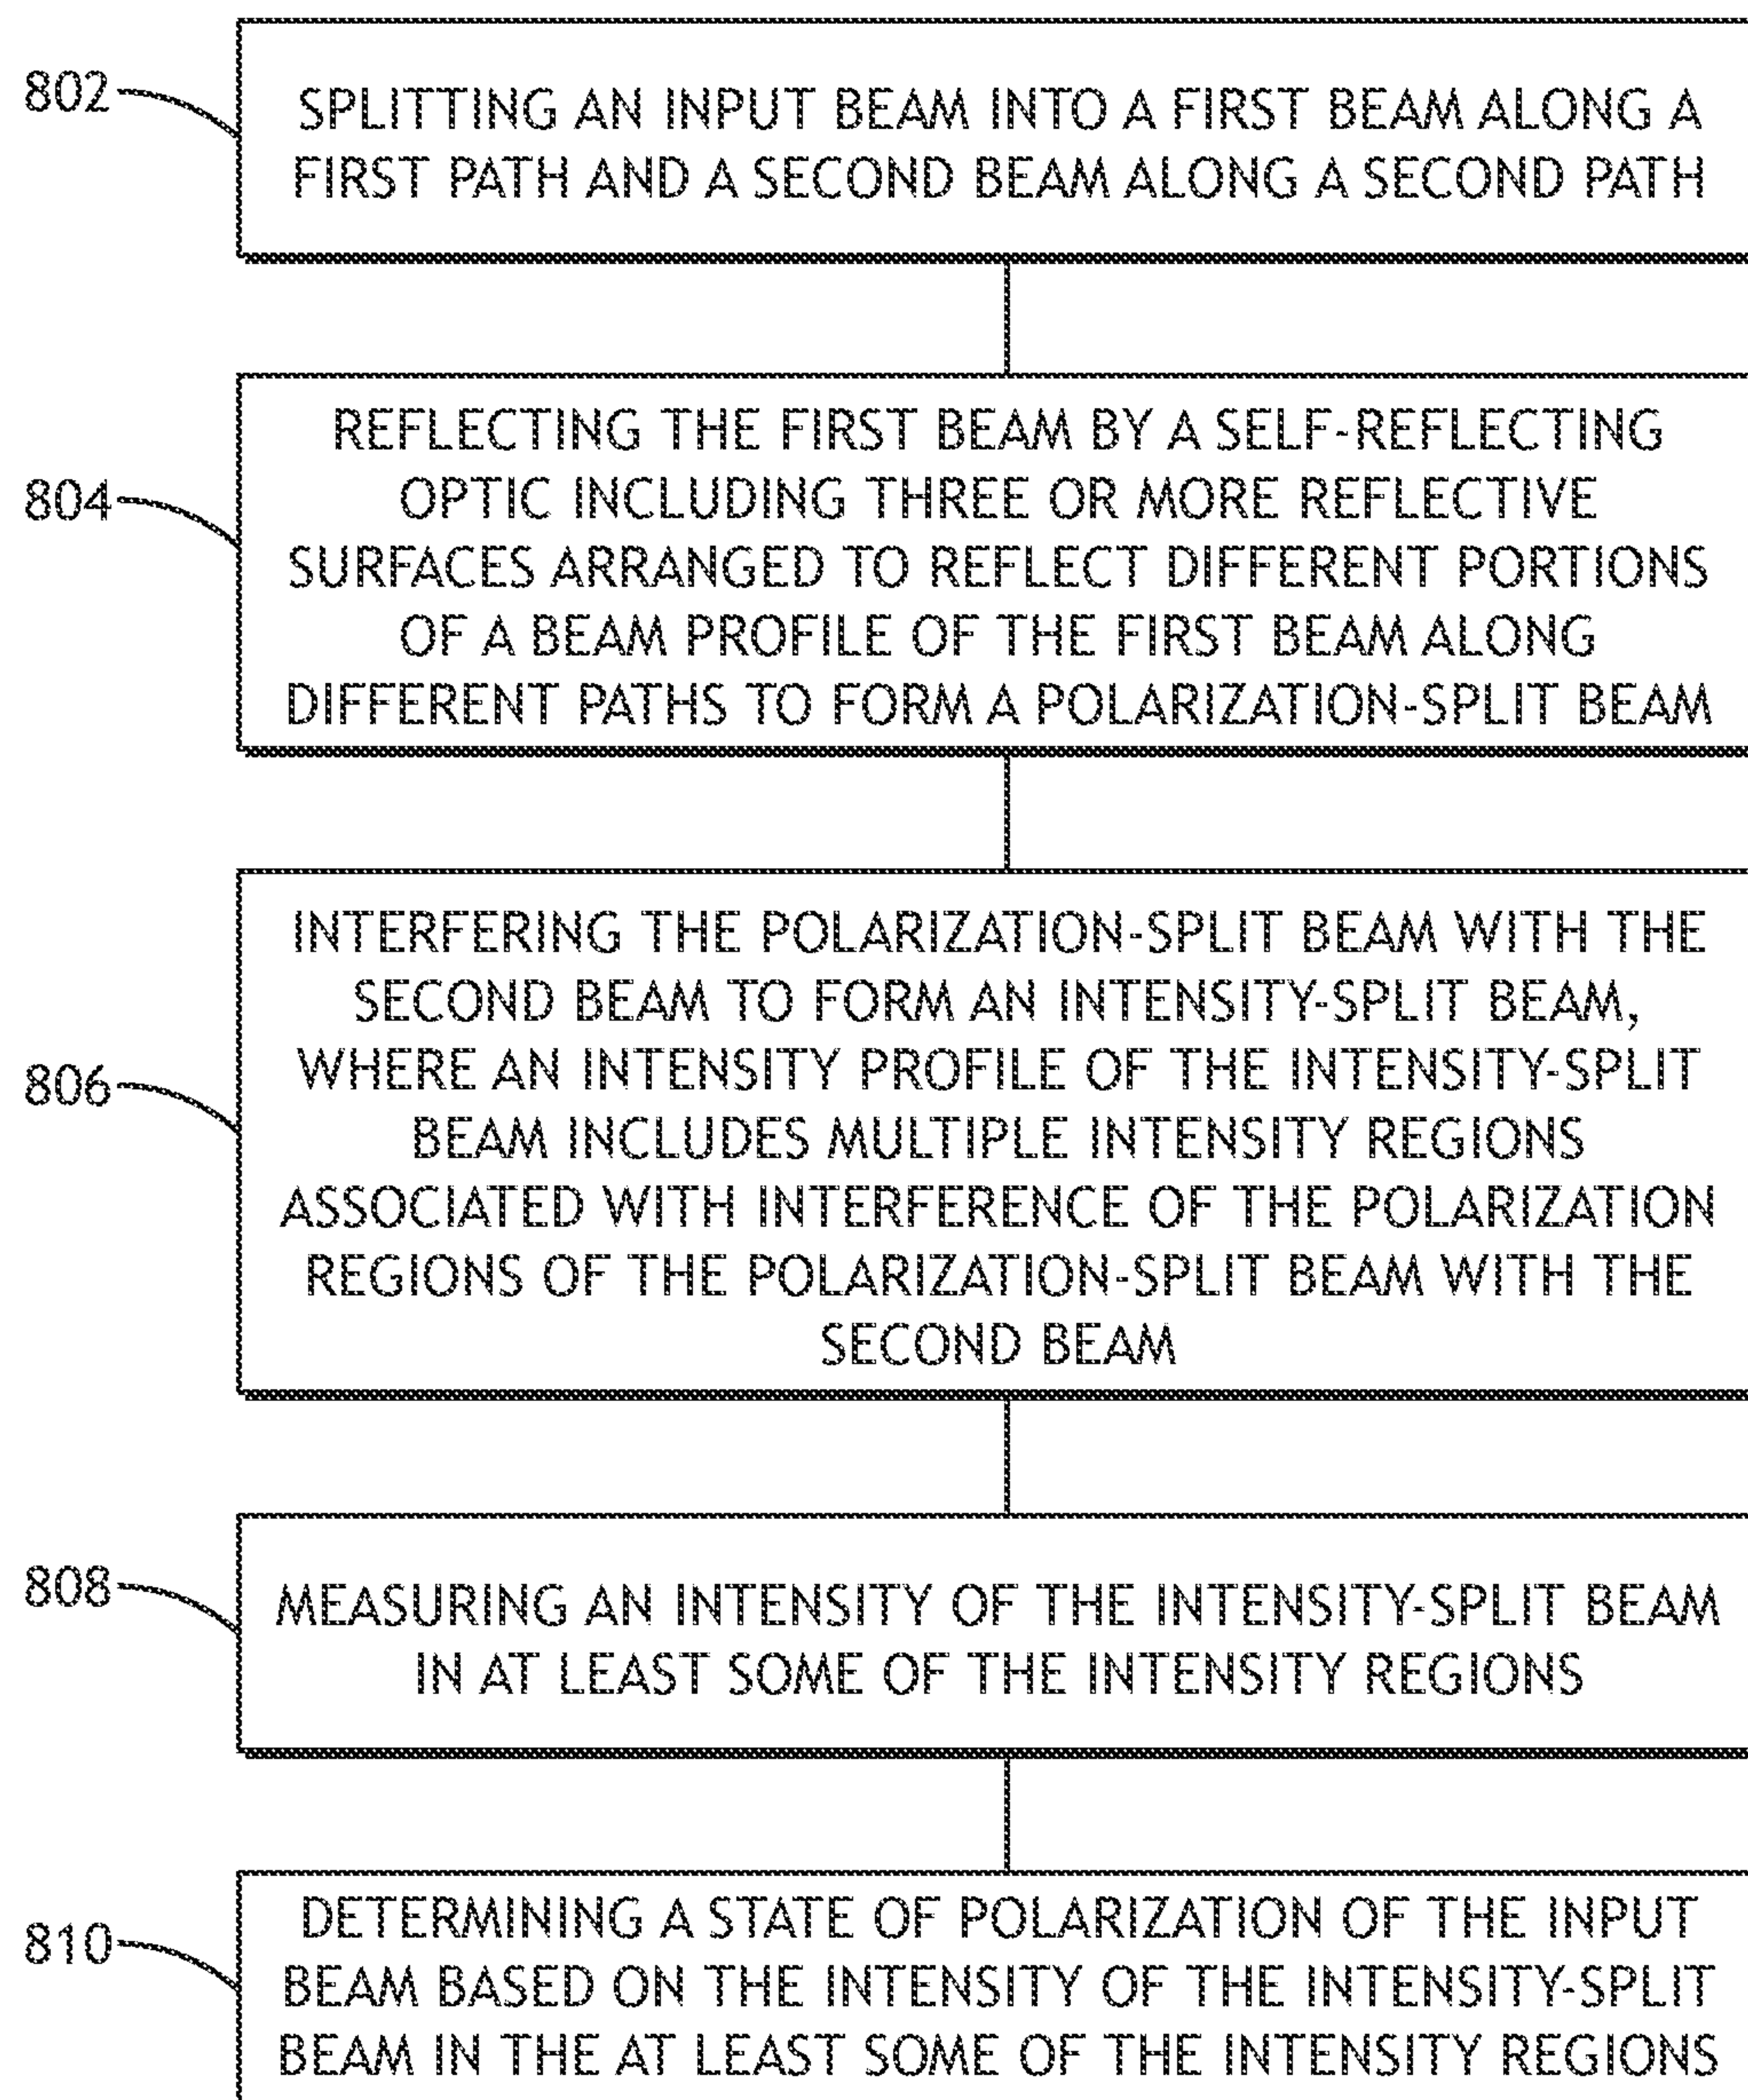 802
SPLITTING AN INPUT BEAM INTO A FIRST BEAM ALONG A
FIRST PATH AND A SECOND BEAM ALONG A SECOND PATH
804
REFLECTING THE FIRST BEAM BY A SELF-REFLECTING
OPTIC INCLUDING THREE OR MORE REFLECTIVE
SURFACES ARRANGED TO REFLECT DIFFERENT PORTIONS
OF A BEAM PROFILE OF THE FIRST BEAM ALONG
DIFFERENT PATHS TO FORM A POLARIZATION-SPLIT BEAM
806
INTERFERING THE POLARIZATION-SPLIT BEAM WITH THE
SECOND BEAM TO FORM AN INTENSITY-SPLIT BEAM,
WHERE AN INTENSITY PROFILE OF THE INTENSITY-SPLIT
BEAM INCLUDES MULTIPLE INTENSITY REGIONS
ASSOCIATED WITH INTERFERENCE OF THE POLARIZATION
REGIONS OF THE POLARIZATION-SPLIT BEAM WITH THE
SECOND BEAM
808
MEASURING AN INTENSITY OF THE INTENSITY-SPLIT BEAM
IN AT LEAST SOME OF THE INTENSITY REGIONS
810
DETERMINING A STATE OF POLARIZATION OF THE INPUT
BEAM BASED ON THE INTENSITY OF THE INTENSITY-SPLIT
BEAM IN THE AT LEAST SOME OF THE INTENSITY REGIONS